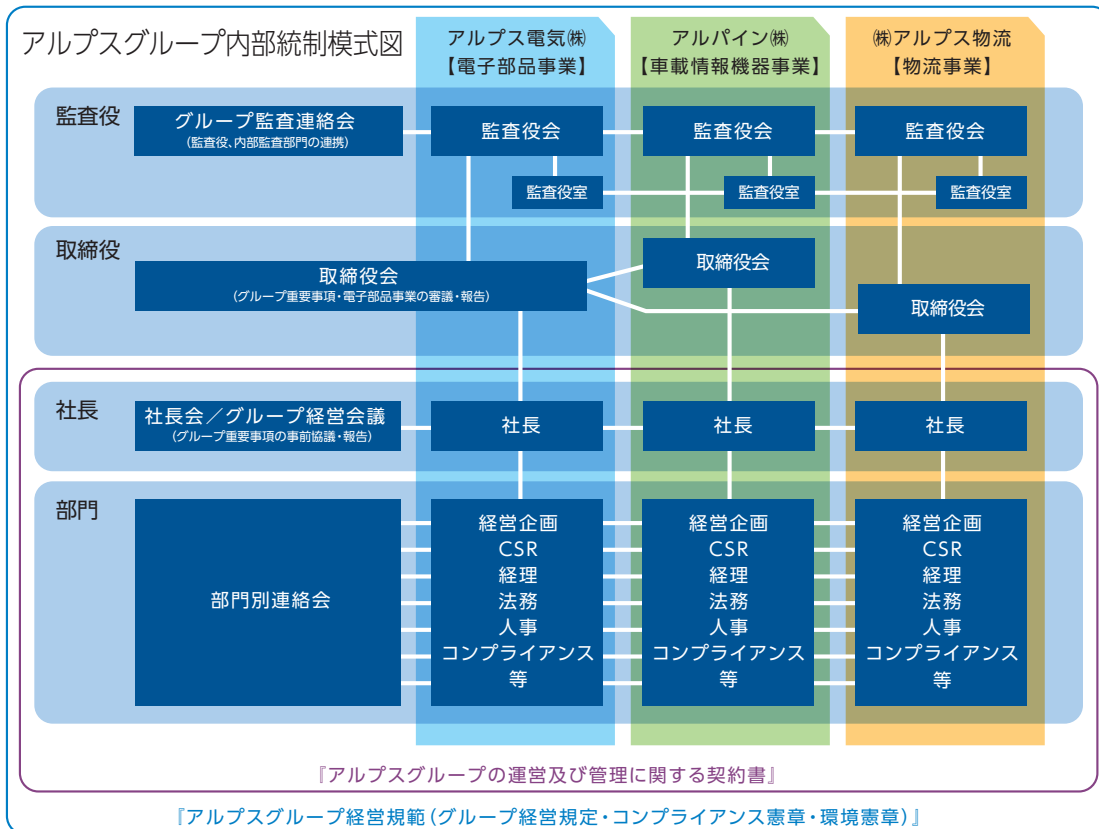 アルプスグループ内部統制模式図
アルプス電気㈱
【電子部品事業】
アルパイン㈱
【車載情報機器事業】
㈱アルプス物流
【物流事業】
監査役
グループ監査連絡会
(監査役、内部監査部門の連携)
監査役会
監査役会
監査役会
監査役室
監査役室
監査役室
取締役
取締役会
(グループ重要事項・電子部品事業の審議・報告)
取締役会
取締役会
社長
社長会／グループ経営会議
(グループ重要事項の事前協議・報告)
社長
社長
社長
部門
部門別連絡会
経営企画
CSR
経理
法務
人事
コンプライアンス
等
経営企画
CSR
経理
法務
人事
コンプライアンス
等
経営企画
CSR
経理
法務
人事
コンプライアンス
等
『アルプスグループの運営及び管理に関する契約書』
『アルプスグループ経営規範(グループ経営規定・コンプライアンス憲章・環境憲章)』